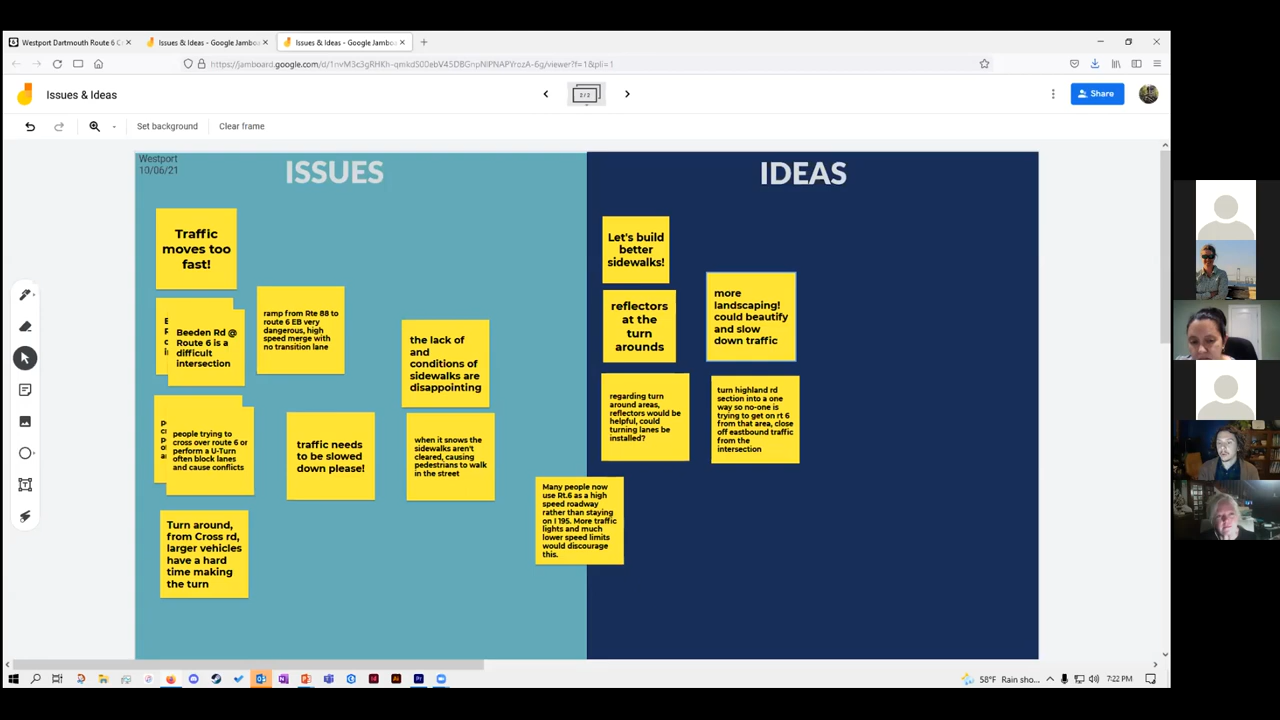 Westport Dartmouth Route 6 C
Issues & Ideas - Google Jamboa
Issues & Ideas - Google Jamboa
Issues & Ideas
2 / 2
Share
Set background
Clear frame
Westport
10/06/21
ISSUES
IDEAS
Traffic
moves too
fast!
Beeden Rd @
Route 6 is a
difficult
intersection
ramp from Rte 88 to
route 6 EB very
dangerous, high
speed merge with
no transition lane
the lack of
and
conditions of
sidewalks are
disappointing
people trying to
cross over route 6 or
perform a U-Turn
often block lanes
and cause conflicts
traffic needs
to be slowed
down please!
when it snows the
sidewalks aren't
cleared, causing
pedestrians to walk
in the street
Turn around,
from Cross rd,
larger vehicles
have a hard
time making
the turn
Many people now
use Rt.6 as a high
speed roadway
rather than staying
on I 195. More traffic
lights and much
lower speed limits
would discourage
this.
Let's build
better
sidewalks!
reflectors
at the
turn
arounds
more
landscaping!
could beautify
and slow
down traffic
regarding turn
around areas,
reflectors would be
helpful, could
turning lanes be
installed?
turn highland rd
section into a one
way so no-one is
trying to get on rt 6
from that area, close
off eastbound traffic
from the
intersection
58°F Rain sho...
7:22 PM